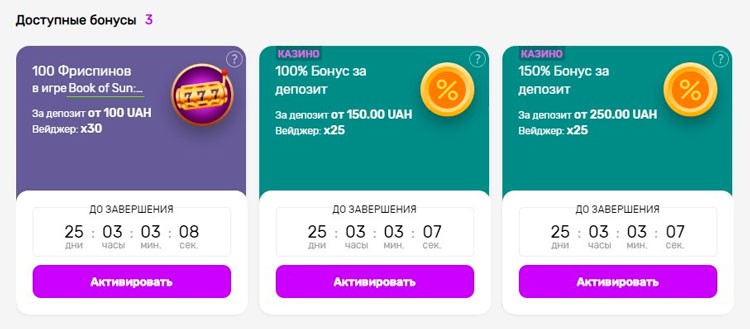 Доступные бонусы 3
?
100 Фриспинов
в игре Book of Sun:...
777
За депозит от 100 UAH
Вейджер: x30
ДО ЗАВЕРШЕНИЯ
25 : 03 : 03 : 08
дни часы мин. сек.
Активировать
КАЗИНО
?
100% Бонус за
депозит
%
За депозит от 150.00 UAH
Вейджер: x25
ДО ЗАВЕРШЕНИЯ
25 : 03 : 03 : 07
дни часы мин. сек.
Активировать
КАЗИНО
?
150% Бонус за
депозит
%
За депозит от 250.00 UAH
Вейджер: x25
ДО ЗАВЕРШЕНИЯ
25 : 03 : 03 : 07
дни часы мин. сек.
Активировать